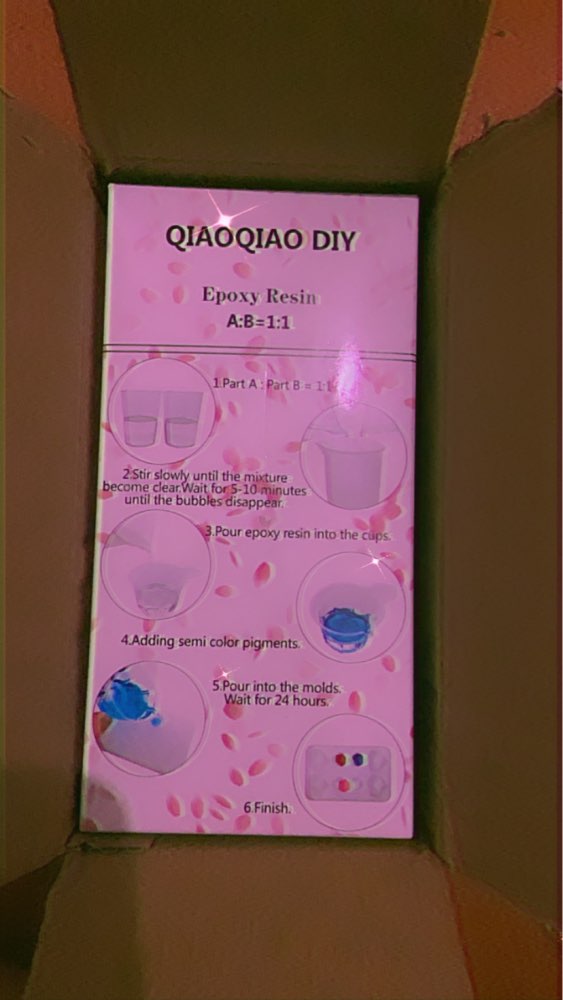 QIAOQIAO DIY
Epoxy Resin
A:B=1:1
1.Part A : Part B = 1:1
2.Stir slowly until the mixture
become clear.Wait for 5-10 minutes
until the bubbles disappear.
3.Pour epoxy resin into the cups.
4.Adding semi color pigments.
5.Pour into the molds.
Wait for 24 hours.
6.Finish.